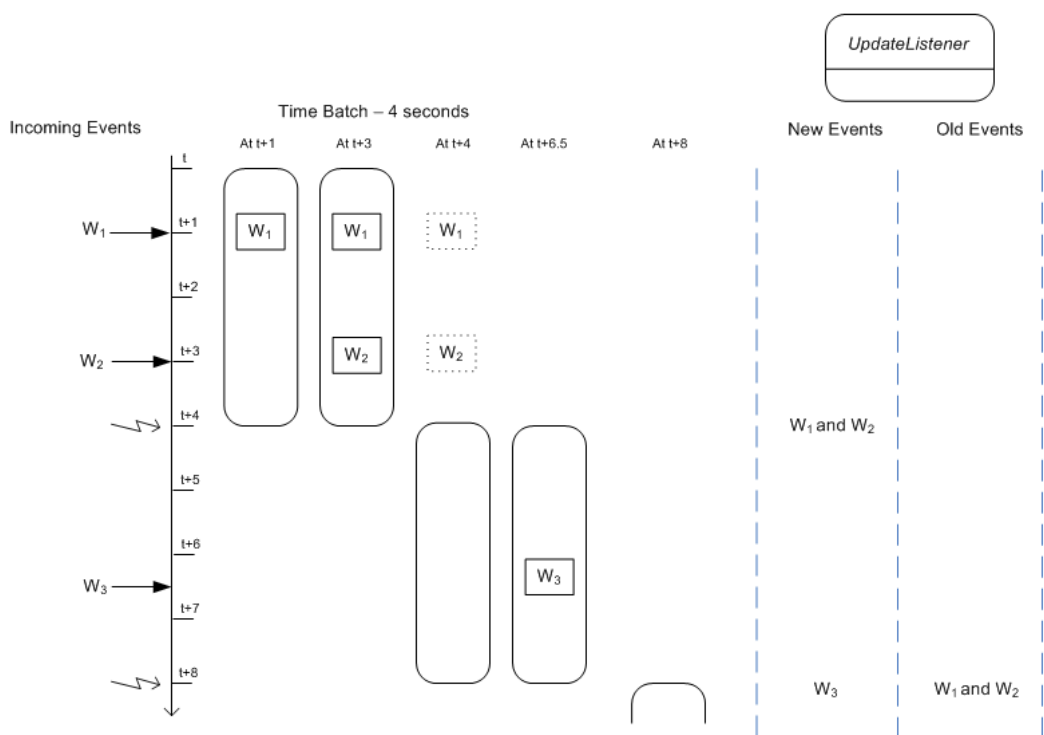 UpdateListener
Time Batch – 4 seconds
Incoming Events
New Events
Old Events
At t+1
At t+3
At t+4
At t+6.5
At t+8
t
W₁
t+1
W₁
W₁
W₁
t+2
W₂
t+3
W₂
W₂
t+4
W₁ and W₂
t+5
t+6
W₃
W₃
t+7
t+8
W₃
W₁ and W₂